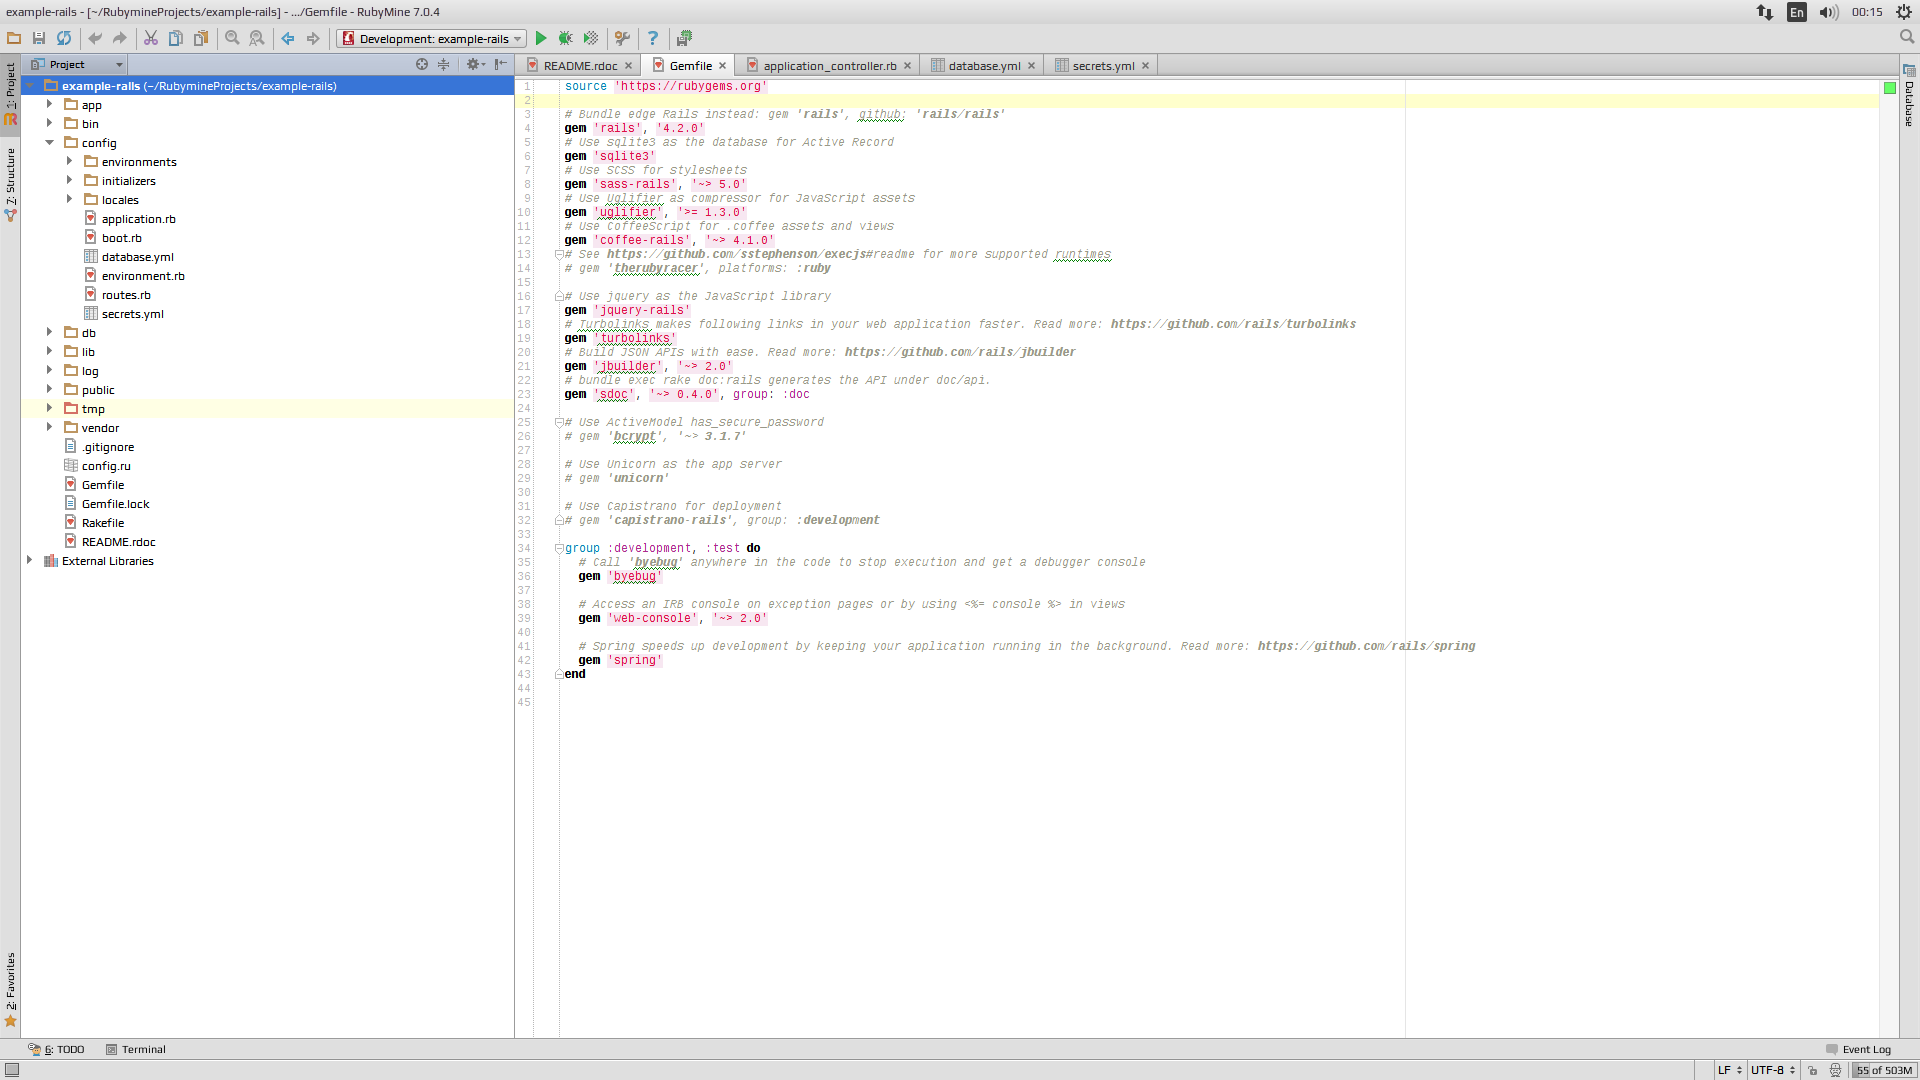 example-rails - [~/RubymineProjects/example-rails] - .../Gemfile - RubyMine 7.0.4
En
00:15
Development: example-rails
1: Project
7: Structure
2: Favorites
Project
example-rails (~/RubymineProjects/example-rails)
app
bin
config
environments
initializers
locales
application.rb
boot.rb
database.yml
environment.rb
routes.rb
secrets.yml
db
lib
log
public
tmp
vendor
.gitignore
config.ru
Gemfile
Gemfile.lock
Rakefile
README.rdoc
External Libraries
README.rdoc
Gemfile
application_controller.rb
database.yml
secrets.yml
1 source 'https://rubygems.org'
2
3 # Bundle edge Rails instead: gem 'rails', github: 'rails/rails'
4 gem 'rails', '4.2.0'
5 # Use sqlite3 as the database for Active Record
6 gem 'sqlite3'
7 # Use SCSS for stylesheets
8 gem 'sass-rails', '~> 5.0'
9 # Use Uglifier as compressor for JavaScript assets
10 gem 'uglifier', '>= 1.3.0'
11 # Use CoffeeScript for .coffee assets and views
12 gem 'coffee-rails', '~> 4.1.0'
13 # See https://github.com/sstephenson/execjs#readme for more supported runtimes
14 # gem 'therubyracer', platforms: :ruby
15
16 # Use jquery as the JavaScript library
17 gem 'jquery-rails'
18 # Turbolinks makes following links in your web application faster. Read more: https://github.com/rails/turbolinks
19 gem 'turbolinks'
20 # Build JSON APIs with ease. Read more: https://github.com/rails/jbuilder
21 gem 'jbuilder', '~> 2.0'
22 # bundle exec rake doc:rails generates the API under doc/api.
23 gem 'sdoc', '~> 0.4.0', group: :doc
24
25 # Use ActiveModel has_secure_password
26 # gem 'bcrypt', '~> 3.1.7'
27
28 # Use Unicorn as the app server
29 # gem 'unicorn'
30
31 # Use Capistrano for deployment
32 # gem 'capistrano-rails', group: :development
33
34 group :development, :test do
35 # Call 'byebug' anywhere in the code to stop execution and get a debugger console
36 gem 'byebug'
37
38 # Access an IRB console on exception pages or by using <%= console %> in views
39 gem 'web-console', '~> 2.0'
40
41 # Spring speeds up development by keeping your application running in the background. Read more: https://github.com/rails/spring
42 gem 'spring'
43 end
44
45
Database
6: TODO
Terminal
Event Log
LF
UTF-8
55 of 503M